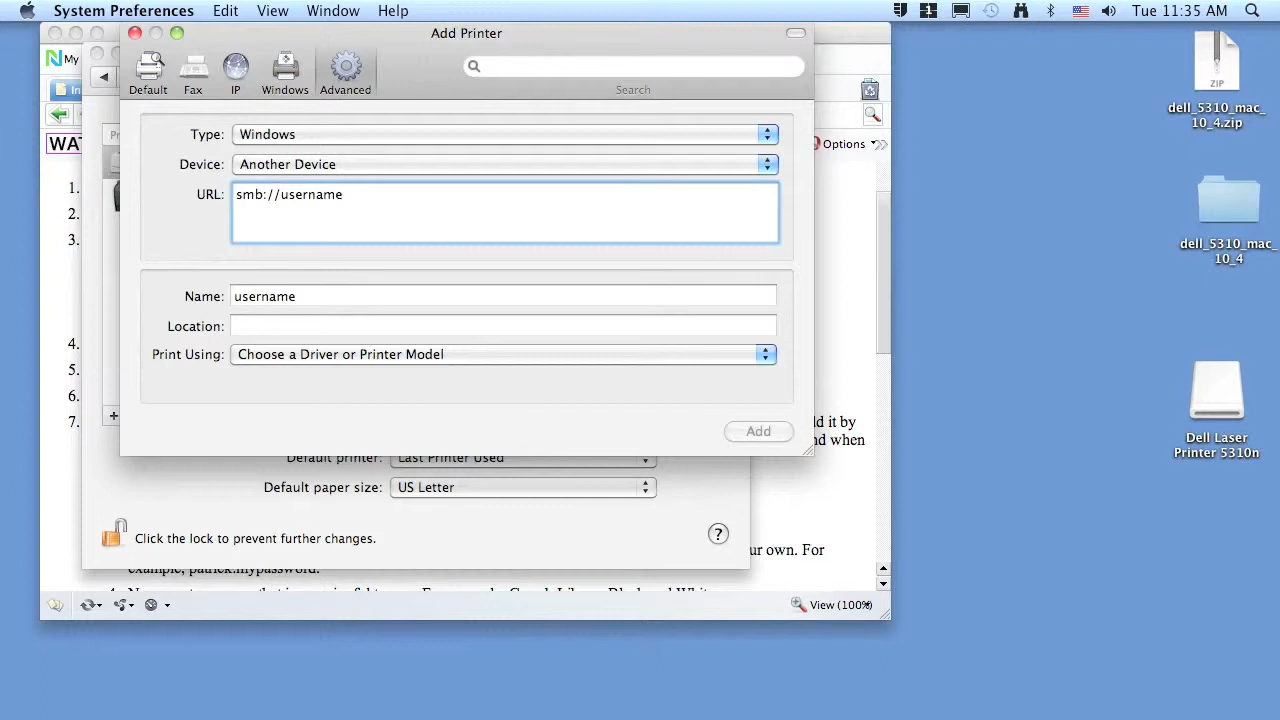 System Preferences Edit View Window Help Tue 11:35 AM
Add Printer
My
Default Fax IP Windows Advanced Search
In
ZIP
dell_5310_mac_
10_4.zip
Type: Windows
WAT Options
Device: Another Device
URL: smb://username
1.
2.
3.
dell_5310_mac_
10_4
Name: username
Location:
4.
Print Using: Choose a Driver or Printer Model
5.
6.
7. ld it by
nd when
Add
Dell Laser
Printer 5310n
Default printer: Last Printer Used
Default paper size: US Letter
Click the lock to prevent further changes. ?
ur own. For
example, patrick.mypassword.
View (100%)